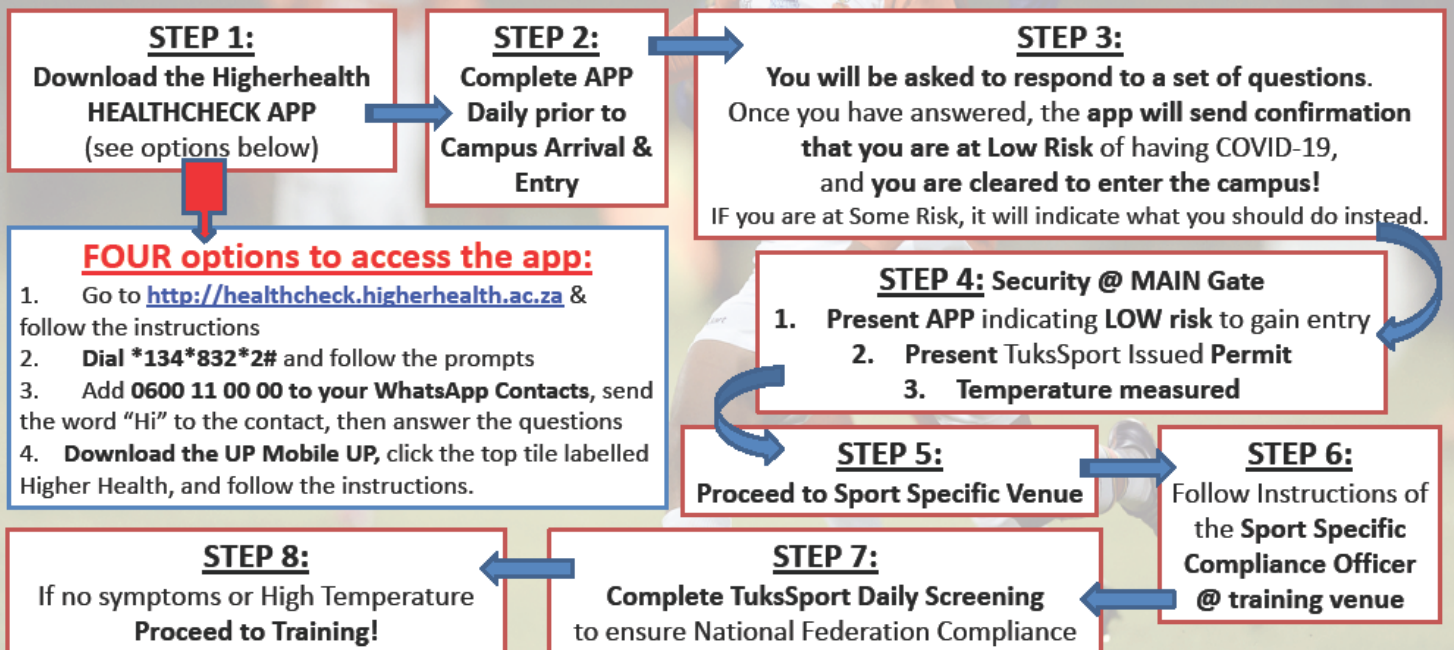 STEP 1:
Download the Higherhealth
HEALTHCHECK APP
(see options below)
STEP 2:
Complete APP
Daily prior to
Campus Arrival &
Entry
STEP 3:
You will be asked to respond to a set of questions.
Once you have answered, the app will send confirmation
that you are at Low Risk of having COVID-19,
and you are cleared to enter the campus!
IF you are at Some Risk, it will indicate what you should do instead.
FOUR options to access the app:
1. Go to http://healthcheck.higherhealth.ac.za &
follow the instructions
2. Dial *134*832*2# and follow the prompts
3. Add 0600 11 00 00 to your WhatsApp Contacts, send
the word “Hi” to the contact, then answer the questions
4. Download the UP Mobile UP, click the top tile labelled
Higher Health, and follow the instructions.
STEP 4: Security @ MAIN Gate
1. Present APP indicating LOW risk to gain entry
2. Present TuksSport Issued Permit
3. Temperature measured
STEP 5:
Proceed to Sport Specific Venue
STEP 6:
Follow Instructions of
the Sport Specific
Compliance Officer
@ training venue
STEP 7:
Complete TuksSport Daily Screening
to ensure National Federation Compliance
STEP 8:
If no symptoms or High Temperature
Proceed to Training!